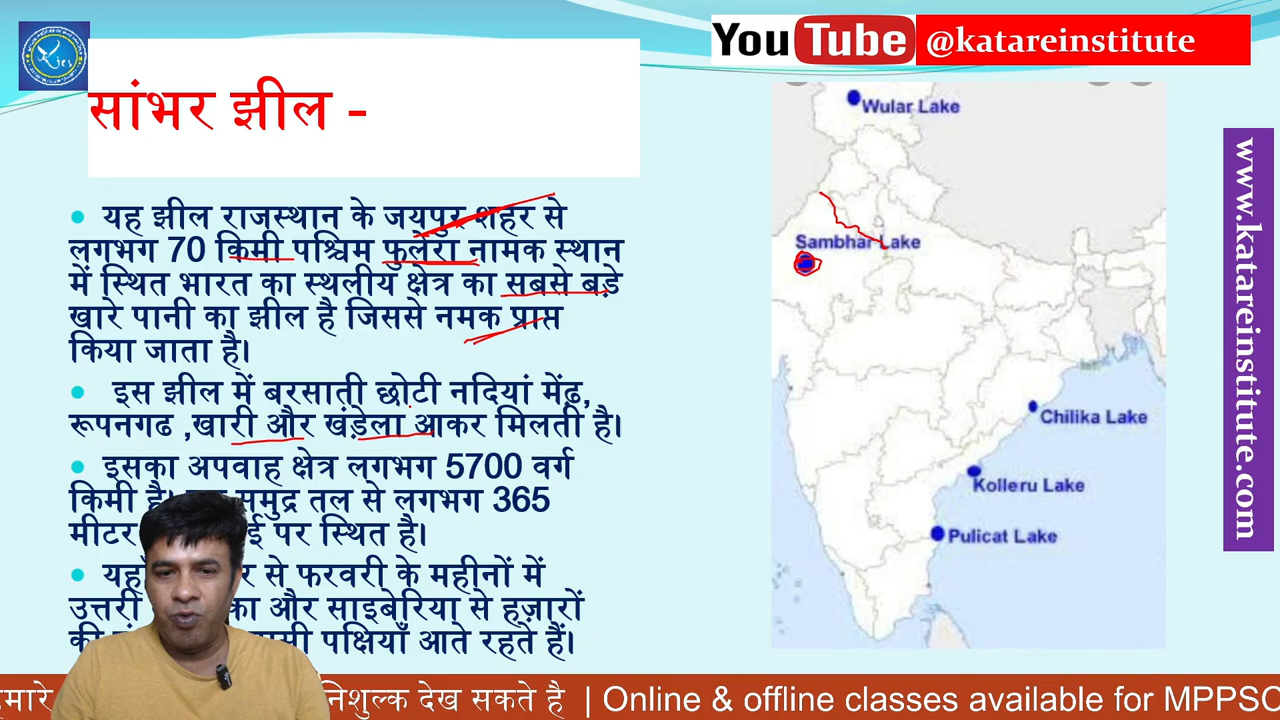 YouTube @katareinstitute
सांभर झील -
यह झील राजस्थान के जयपुर शहर से
लगभग 70 किमी पश्चिम फुलेरा नामक स्थान
में स्थित भारत का स्थलीय क्षेत्र का सबसे बड़े
खारे पानी का झील है जिससे नमक प्राप्त
किया जाता है।
इस झील में बरसाती छोटी नदियां मेंढ,
रूपनगढ ,खारी और खंड़ेला आकर मिलती है।
इसका अपवाह क्षेत्र लगभग 5700 वर्ग
किमी है। समुद्र तल से लगभग 365
मीटर पर स्थित है।
से फरवरी के महीनों में
उत्तरी और साइबेरिया से हज़ारों
की पक्षियाँ आते रहते हैं।
Wular Lake
Sambhar Lake
Chilika Lake
Kolleru Lake
Pulicat Lake
www.katareinstitute.com
हमारे निशुल्क देख सकते है | Online & offline classes available for MPPSC